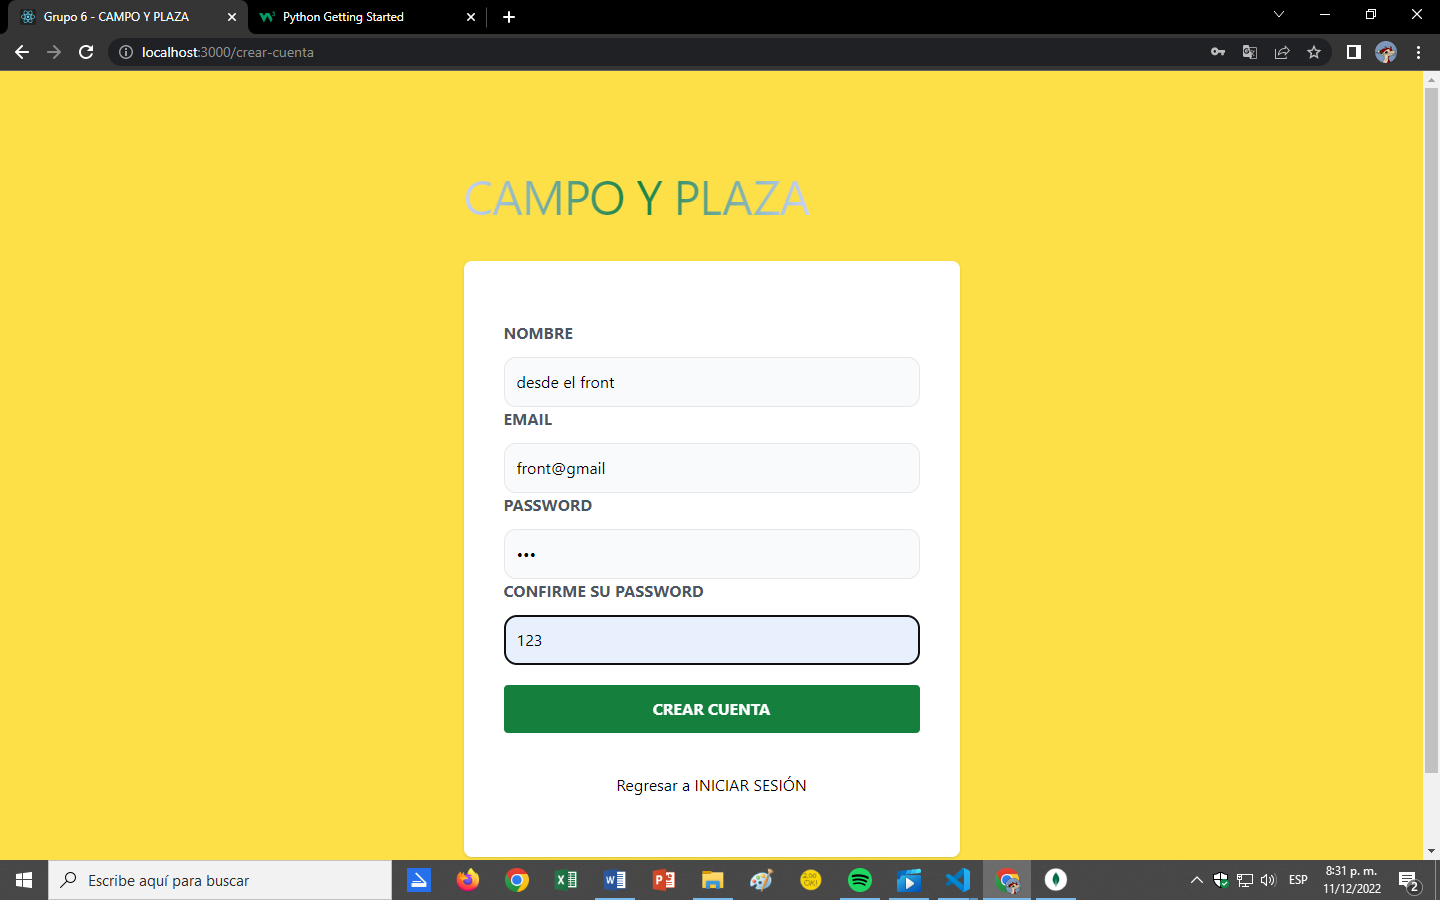 Grupo 6 - CAMPO Y PLAZA
Python Getting Started
localhost:3000/crear-cuenta
CAMPO Y PLAZA
NOMBRE
desde el front
EMAIL
front@gmail
PASSWORD
•••
CONFIRME SU PASSWORD
123
CREAR CUENTA
Regresar a INICIAR SESIÓN
Escribe aquí para buscar
ESP
8:31 p. m.
11/12/2022
2